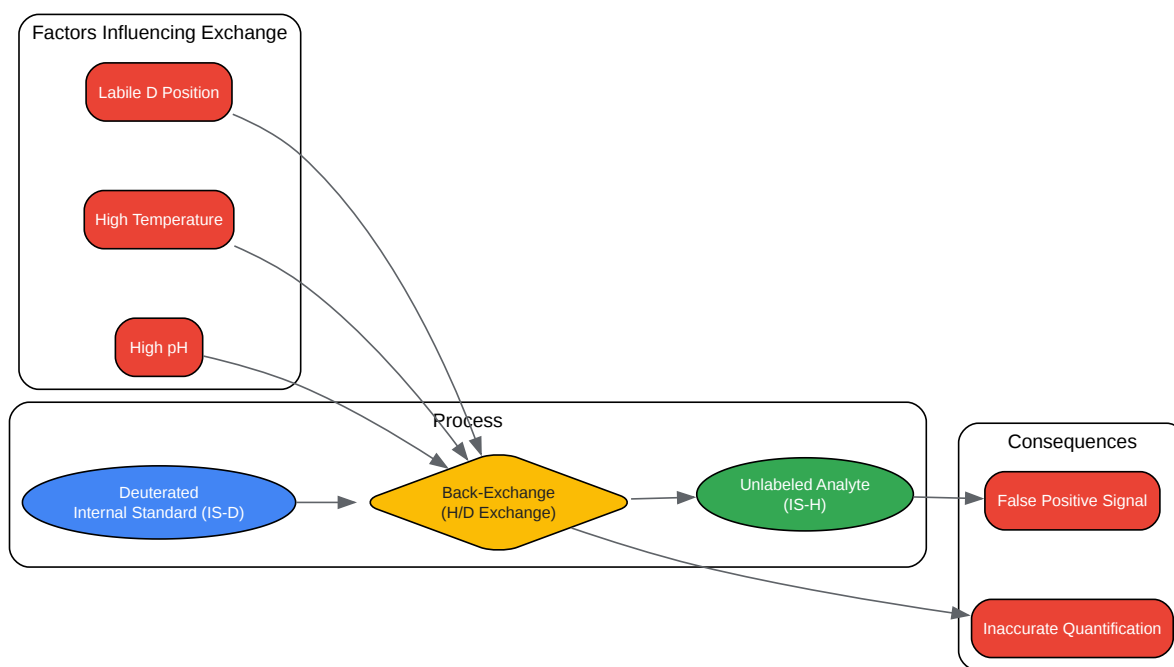 Factors Influencing Exchange
Labile D Position
High Temperature
High pH
Process
Deuterated
Internal Standard (IS-D)
Back-Exchange
(H/D Exchange)
Unlabeled Analyte
(IS-H)
Consequences
False Positive Signal
Inaccurate Quantification